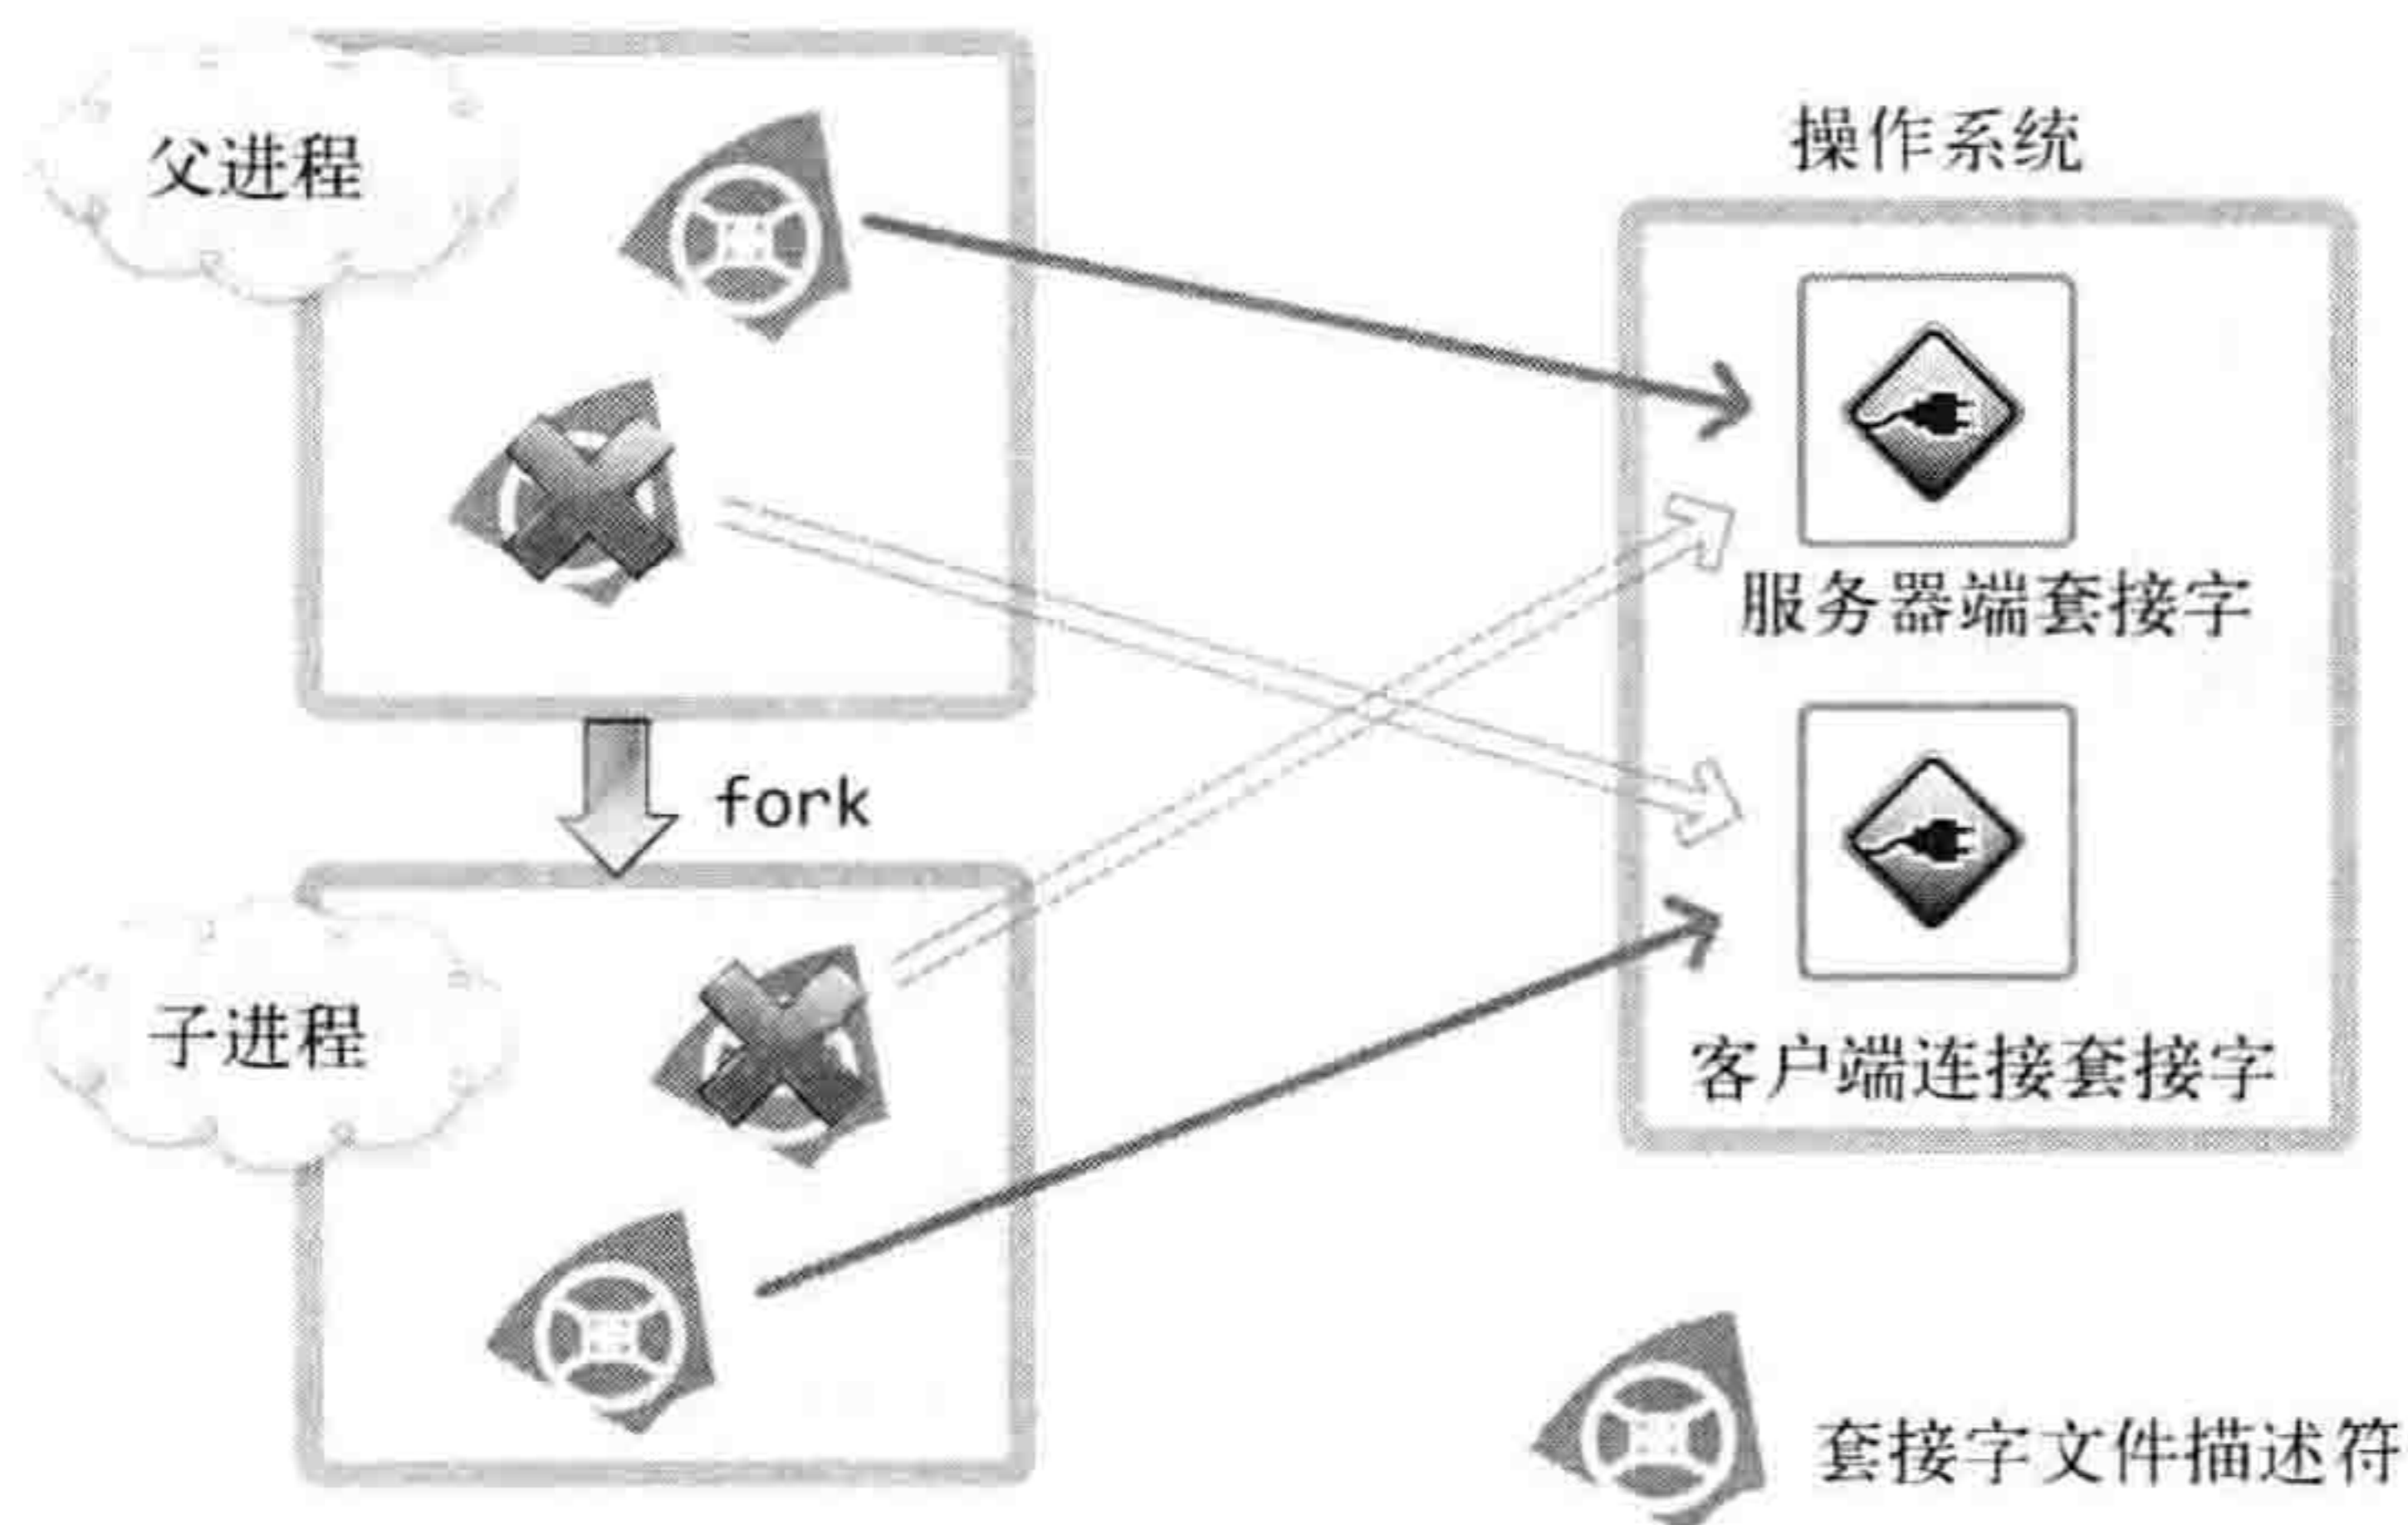 父进程
操作系统
服务器端套接字
fork
子进程
客户端连接套接字
套接字文件描述符